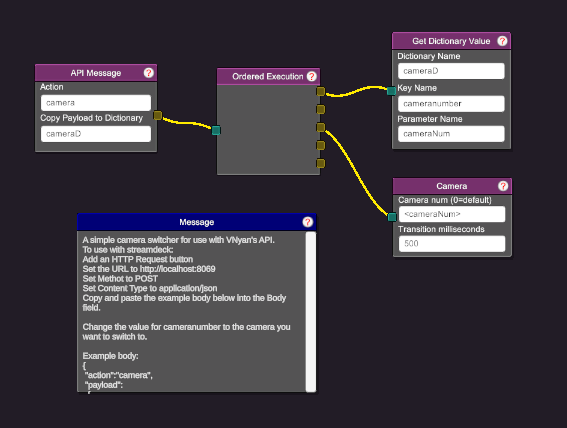 API Message ?
Action
camera
Copy Payload to Dictionary
cameraD
Ordered Execution ?
Get Dictionary Value ?
Dictionary Name
cameraD
Key Name
cameranumber
Parameter Name
cameraNum
Camera ?
Camera num (0=default)
<cameraNum>
Transition milliseconds
500
Message ?
A simple camera switcher for use with VNyan's API.
To use with streamdeck:
Add an HTTP Request button
Set the URL to http://localhost:8069
Set Methot to POST
Set Content Type to application/json
Copy and paste the example body below into the Body
field.
Change the value for cameranumber to the camera you
want to switch to.
Example body:
{
"action":"camera",
"payload":